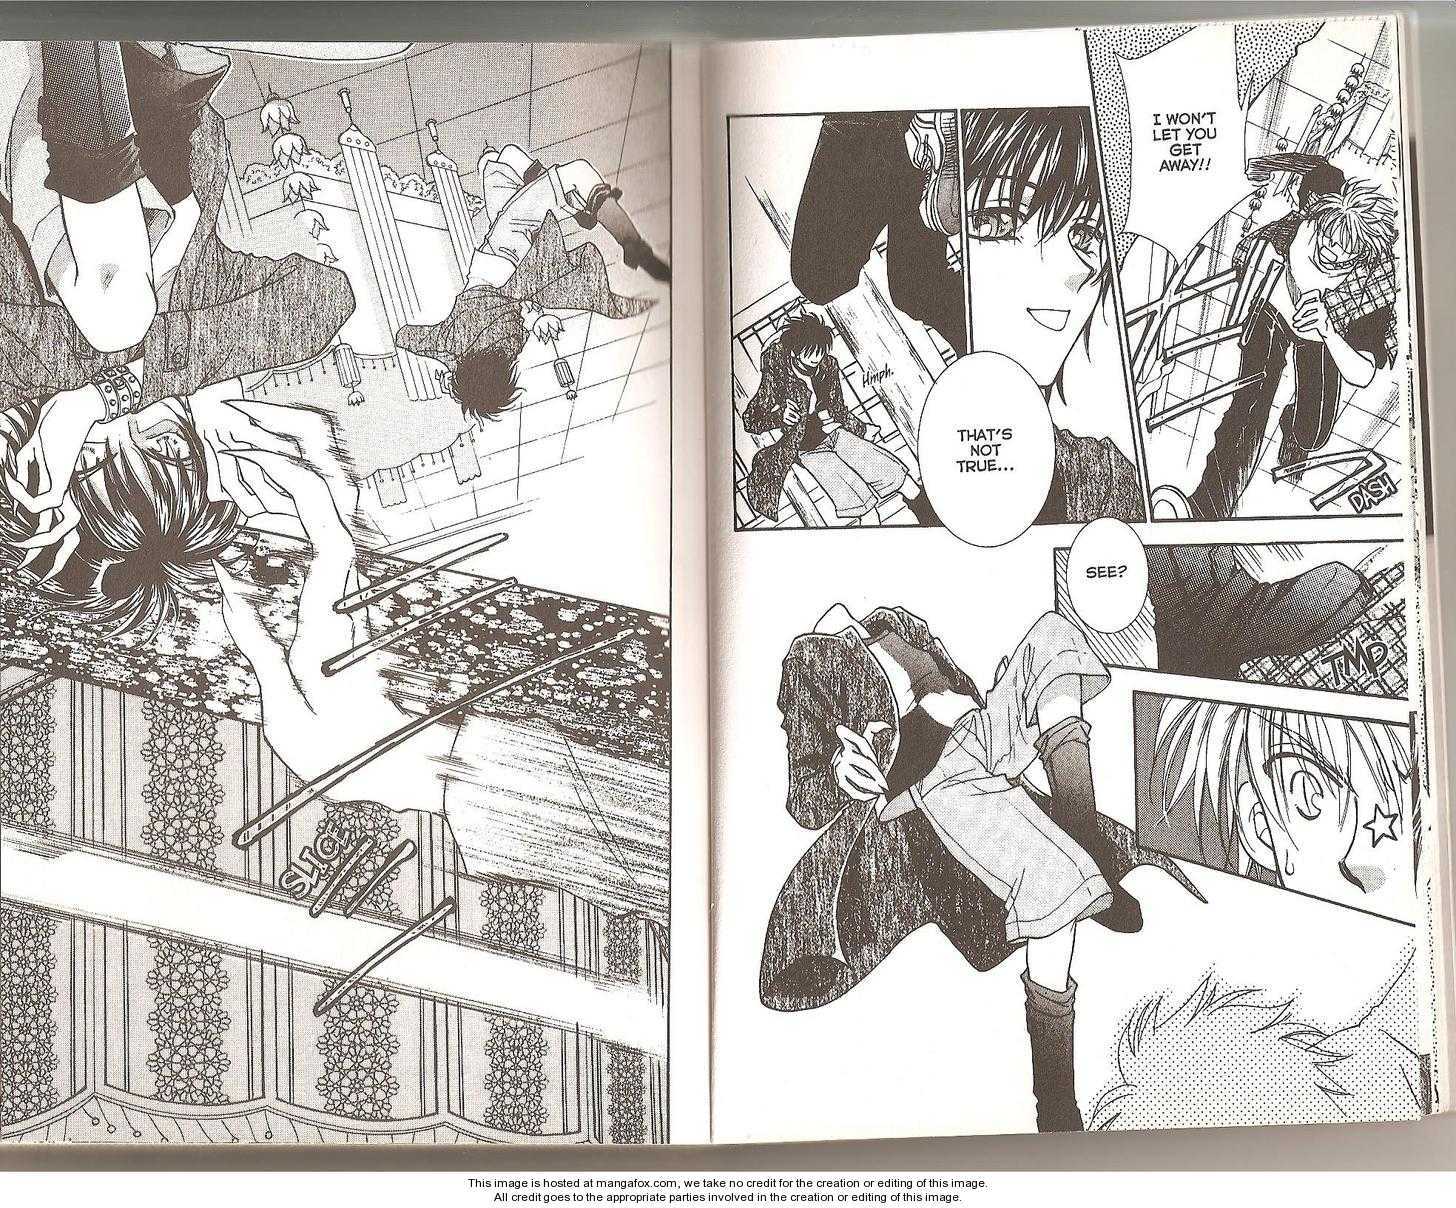 I WON'T
LET YOU
GET
AWAY!!
DASH
Hmph.
THAT'S
NOT
TRUE...
SEE?
TMP
SLICE
This image is hosted at mangafox.com, we take no credit for the creation or editing of this image.
All credit goes to the appropriate parties involved in the creation or editing of this image.